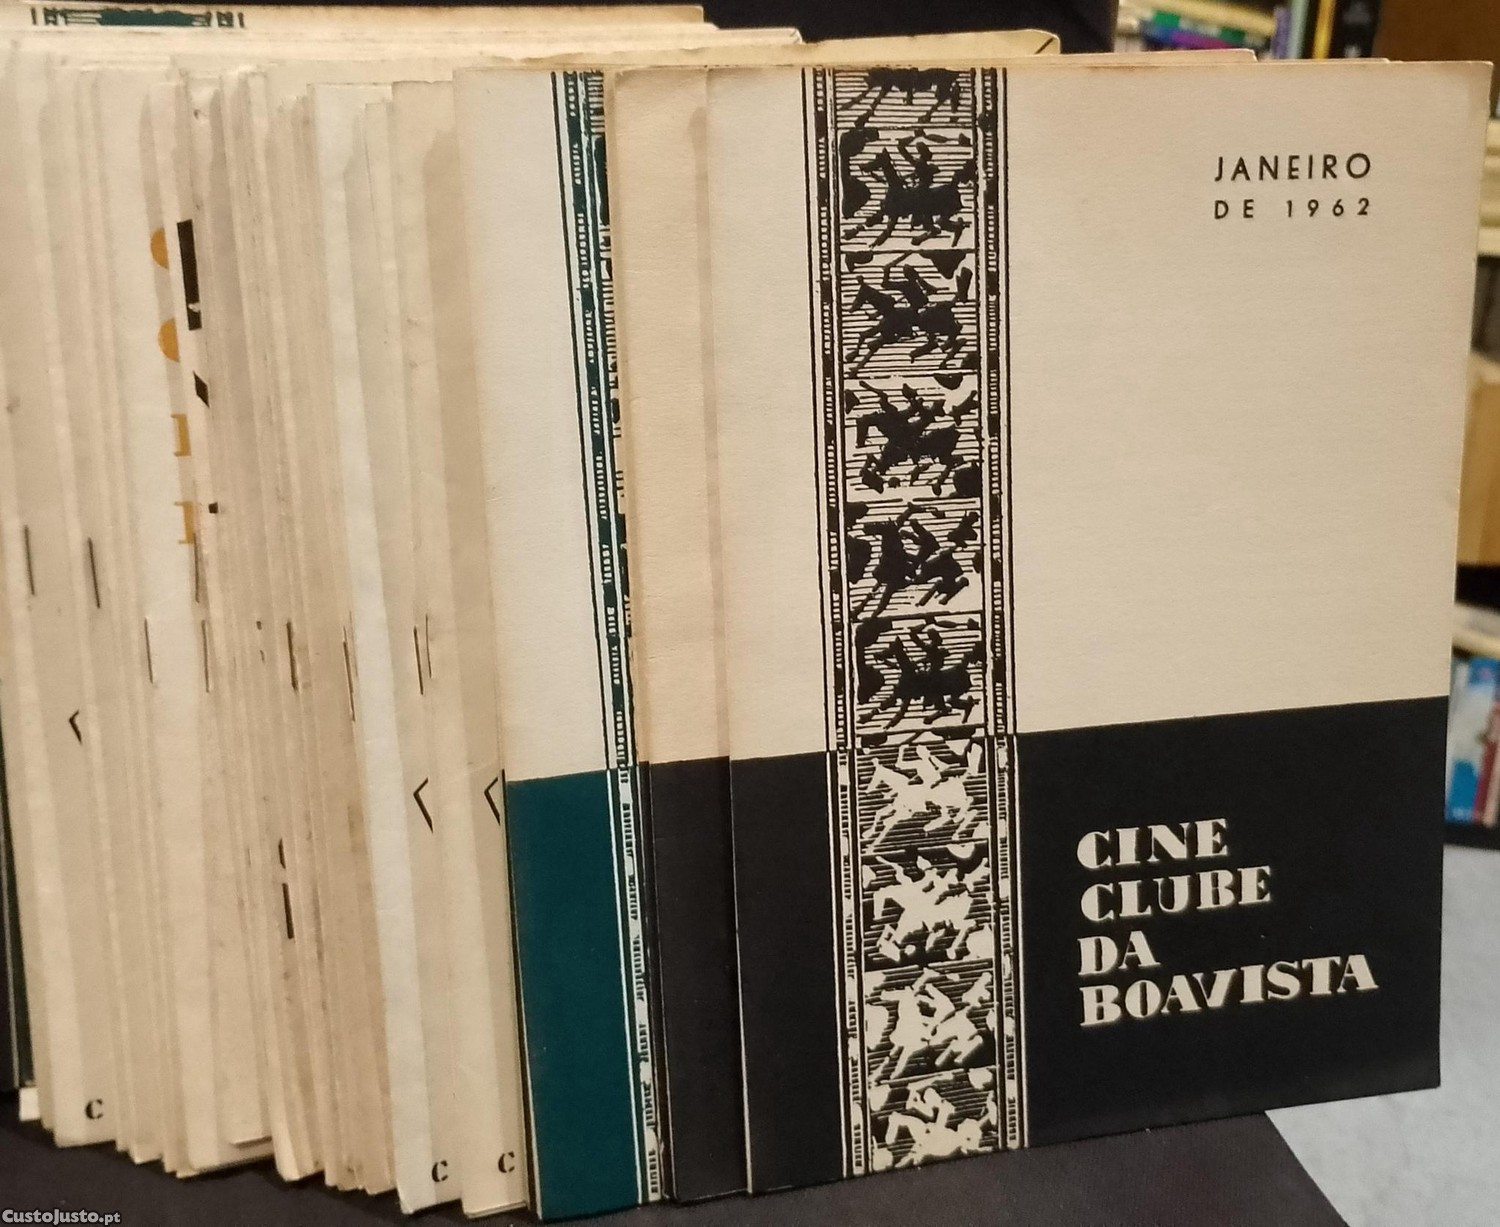 JANEIRO
DE 1962
CINE
CLUBE
DA
BOAVISTA
C
C
C
CustoJusto.pt